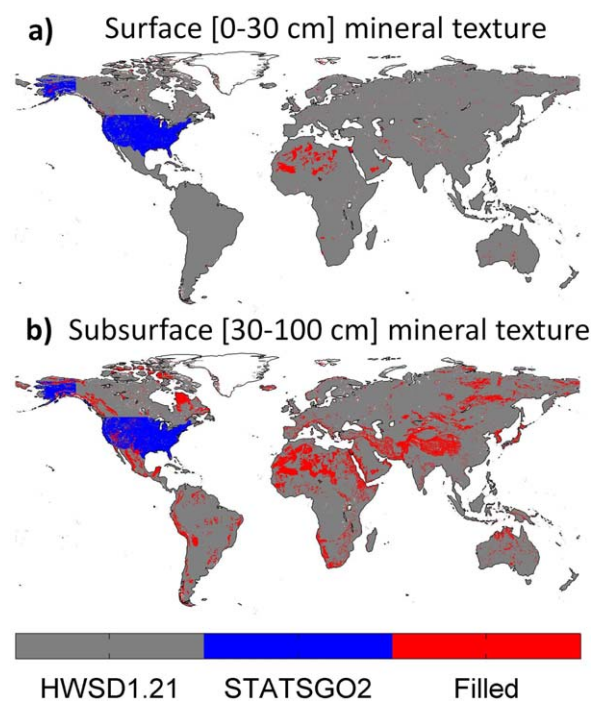 a) Surface [0-30 cm] mineral texture
b) Subsurface [30-100 cm] mineral texture
HWSD1.21 STATSGO2 Filled